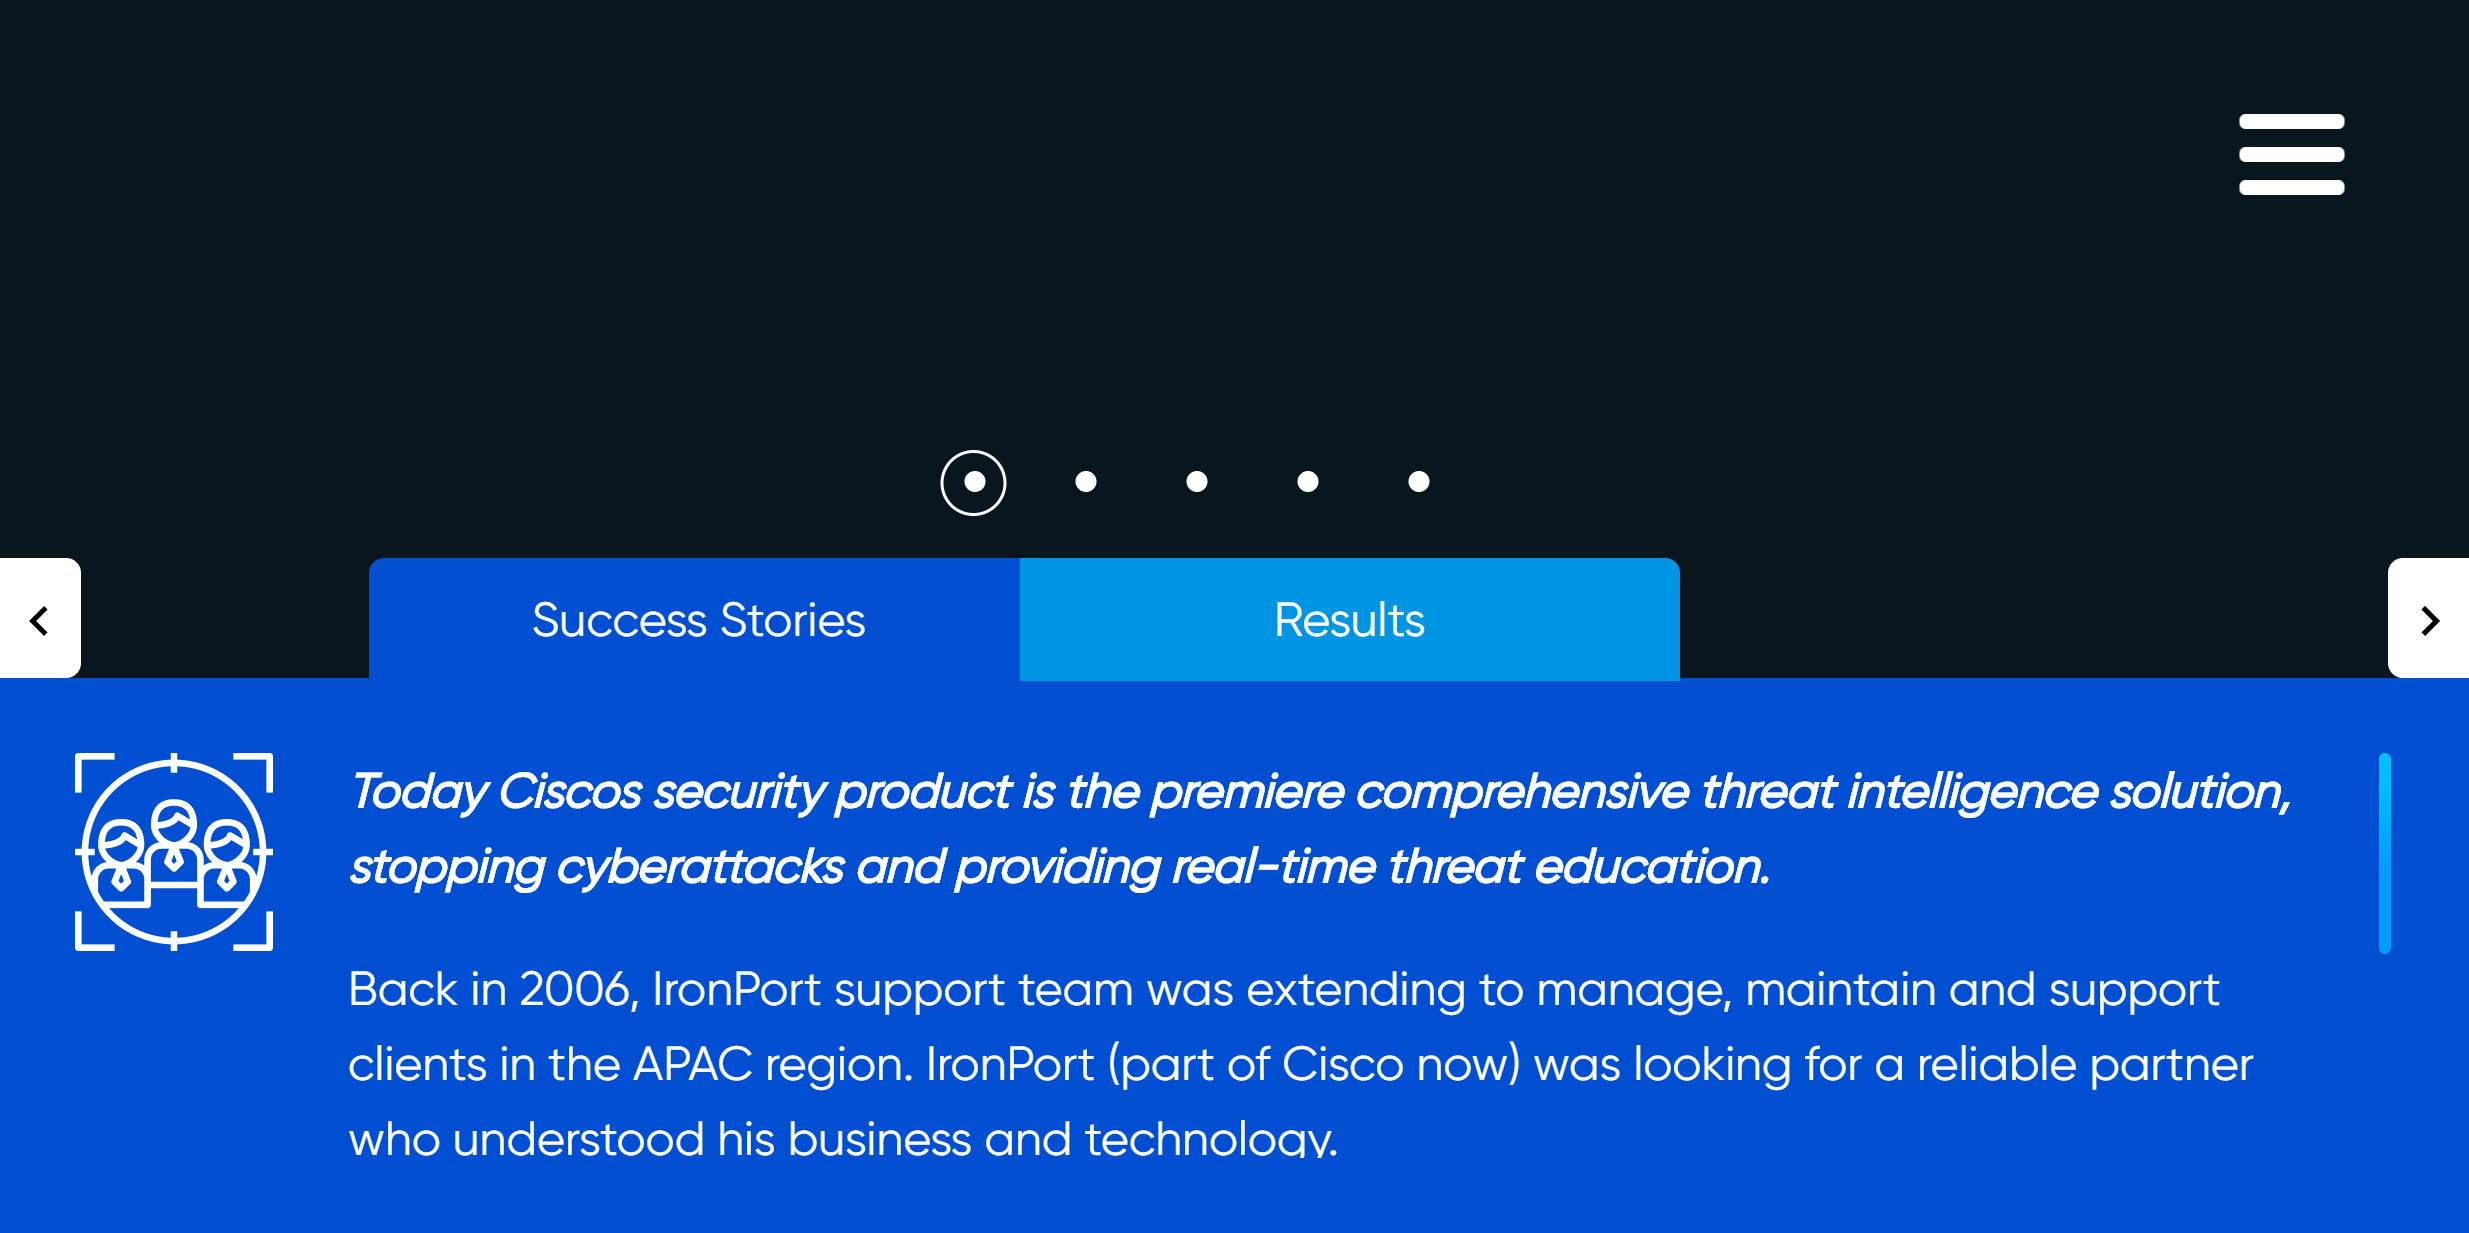 Success Stories
Results
Today Ciscos security product is the premiere comprehensive threat intelligence solution,
stopping cyberattacks and providing real-time threat education.
Back in 2006, IronPort support team was extending to manage, maintain and support
clients in the APAC region. IronPort (part of Cisco now) was looking for a reliable partner
who understood his business and technology.